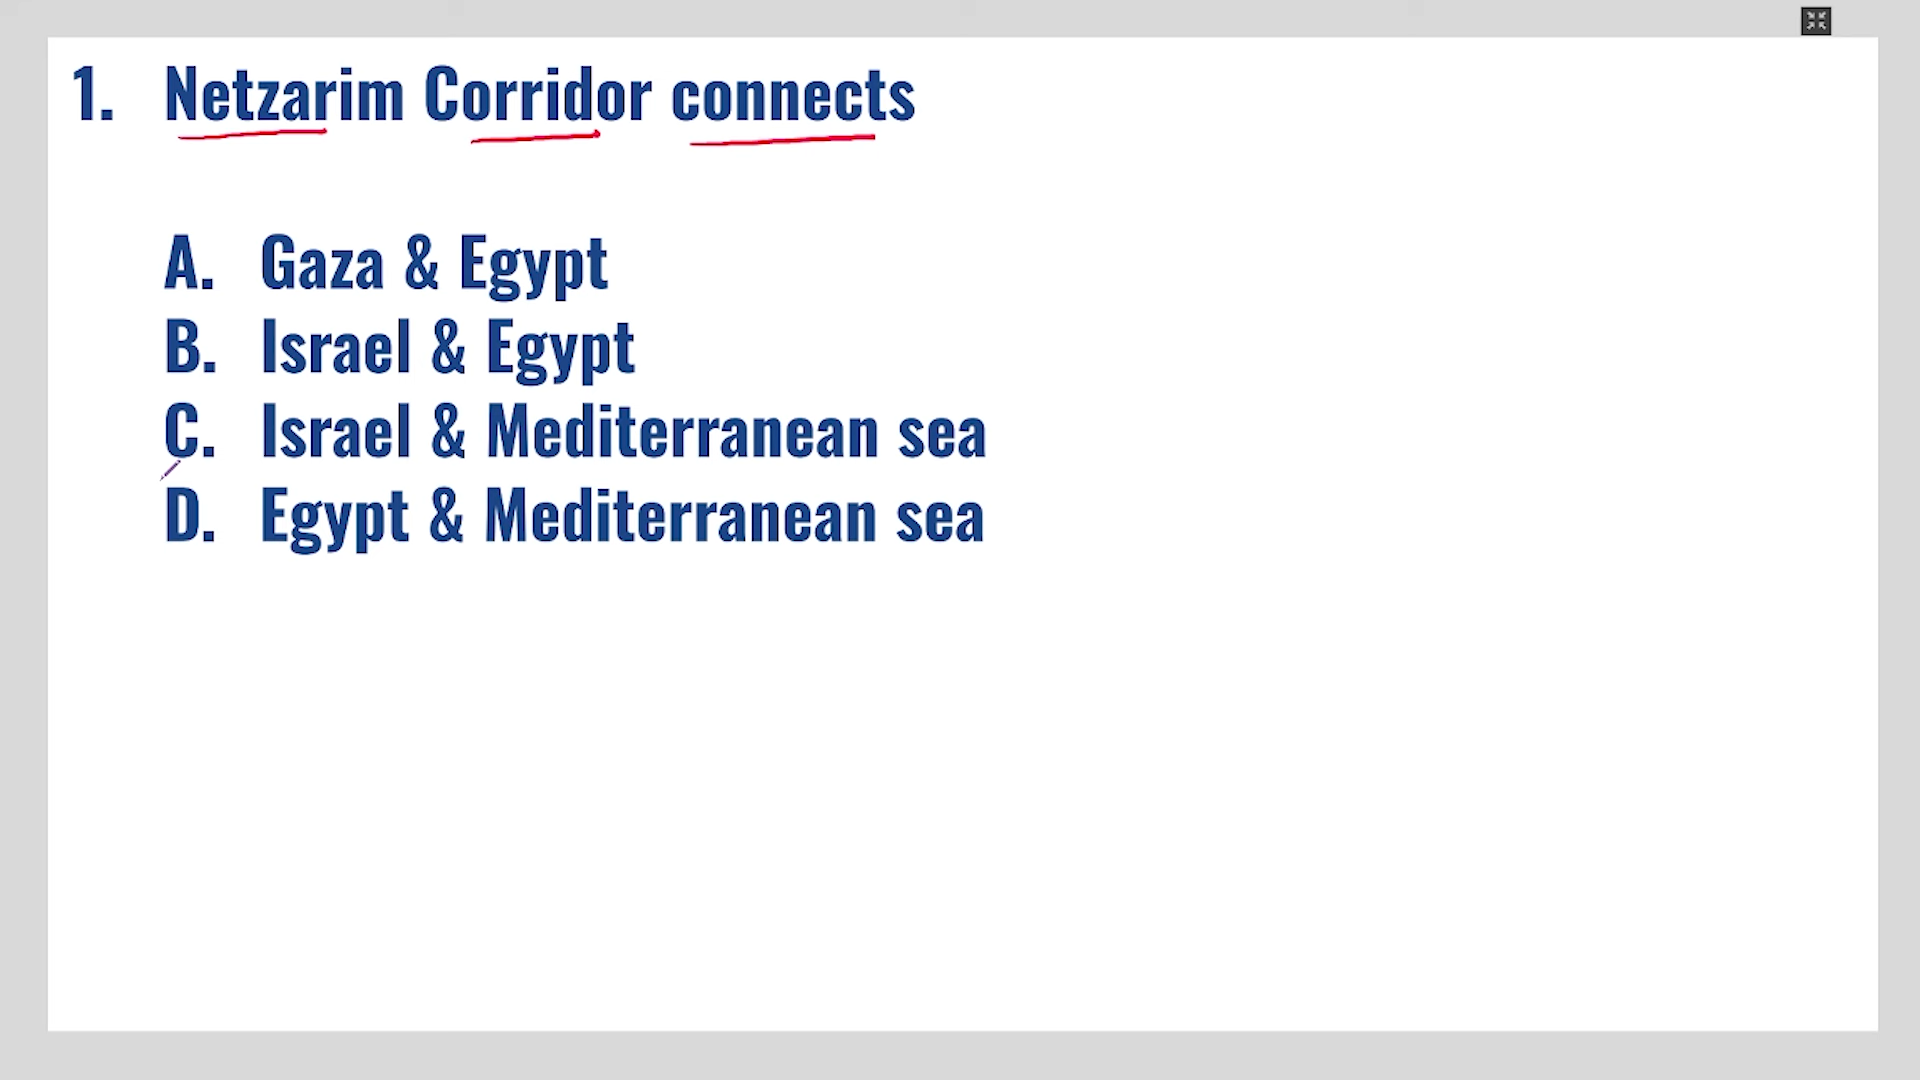 1. Netzarim Corridor connects
A. Gaza & Egypt
B. Israel & Egypt
C. Israel & Mediterranean sea
D. Egypt & Mediterranean sea